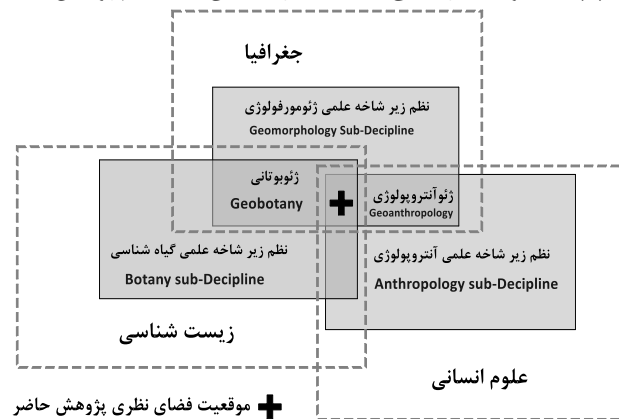 جغرافیا
نظم زیر شاخه علمی ژئومورفولوژی
Geomorphology Sub-Decipline
ژئوبوتانی
Geobotany
ژئوآنتروپولوژی
Geoanthropology
نظم زیر شاخه علمی گیاه شناسی
Botany sub-Decipline
نظم زیر شاخه علمی آنتروپولوژی
Anthropology sub-Decipline
زیست شناسی
علوم انسانی
موقعیت فضای نظری پژوهش حاضر